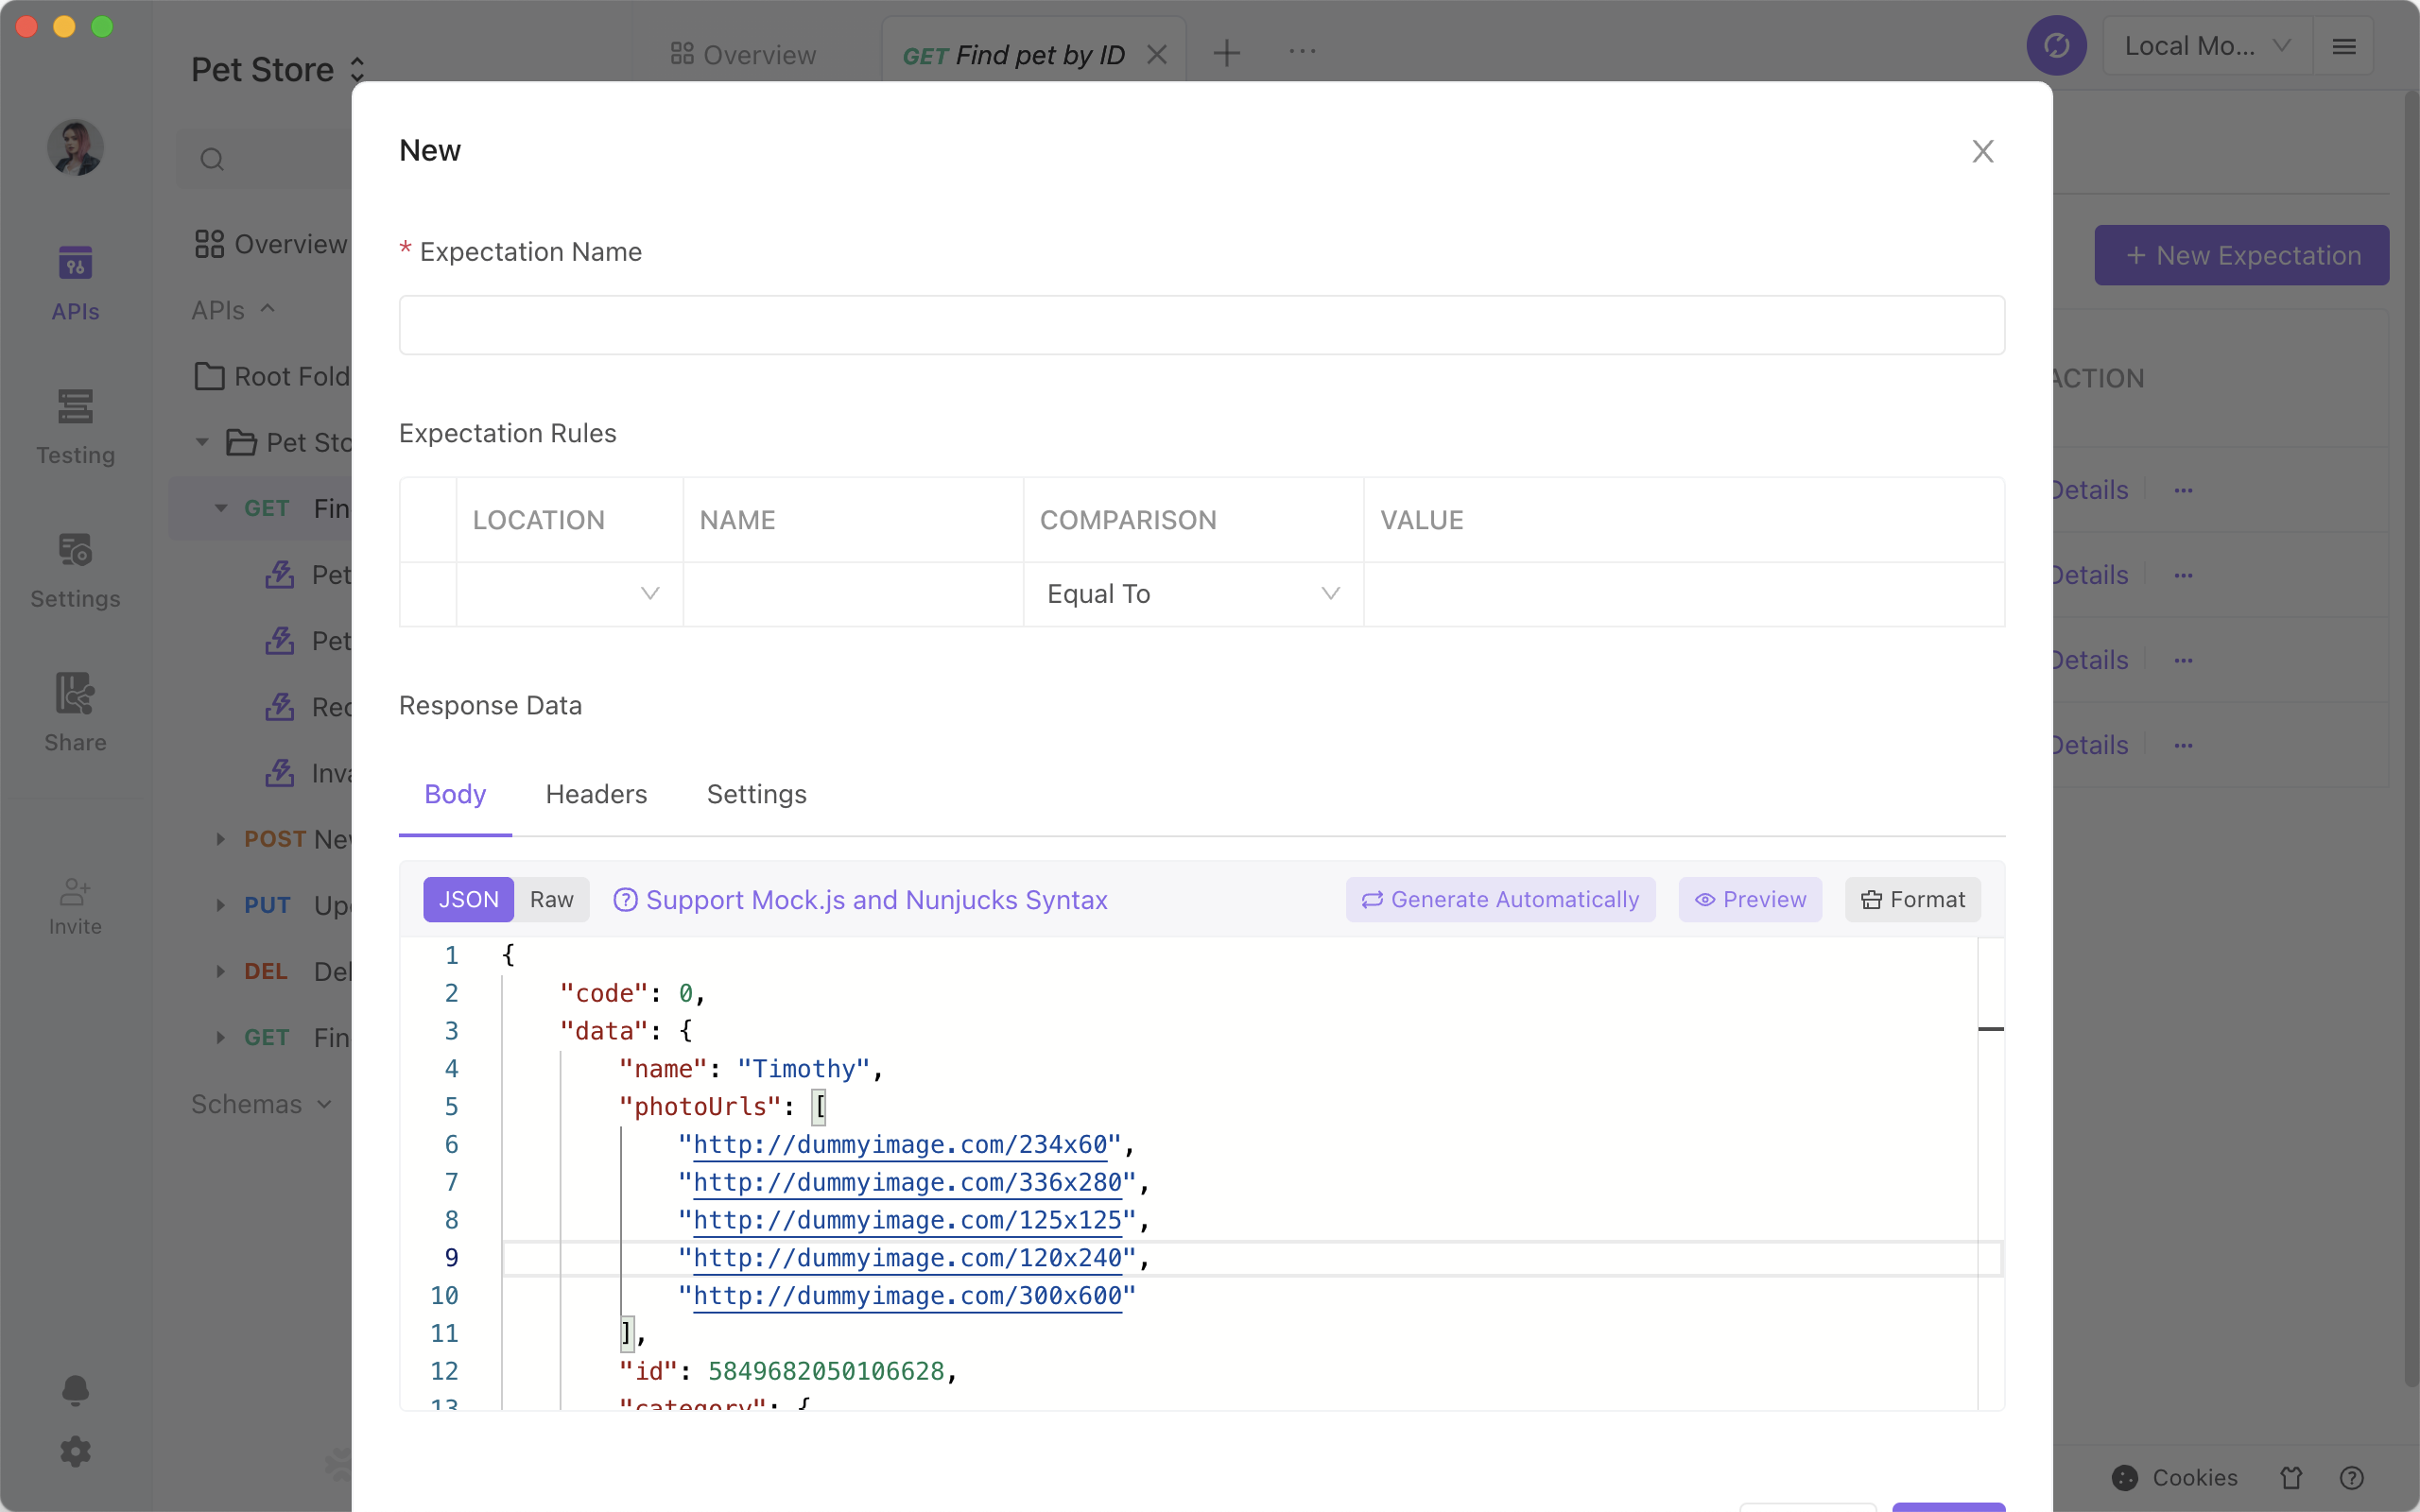 Pet Store
Overview
GET Find pet by ID
Local Mo...
New
* Expectation Name
+ New Expectation
Overview
APIs
APIs
Root Fold
Testing
Pet Sto
Expectation Rules
ACTION
GET Fin
LOCATION NAME COMPARISON VALUE
Details
Pet
Equal To
Details
Settings
Pet
Details
Rec
Response Data
Share
Details
Inva
Body Headers Settings
POST Nev
PUT Upd
JSON Raw Support Mock.js and Nunjucks Syntax Generate Automatically Preview Format
Invite
DEL Del
GET Fin
Schemas
1 {
2 "code": 0,
3 "data": {
4 "name": "Timothy",
5 "photoUrls": [
6 "http://dummyimage.com/234x60",
7 "http://dummyimage.com/336x280",
8 "http://dummyimage.com/125x125",
9 "http://dummyimage.com/120x240",
10 "http://dummyimage.com/300x600"
11 ],
12 "id": 5849682050106628,
13 "category": {
Cookies